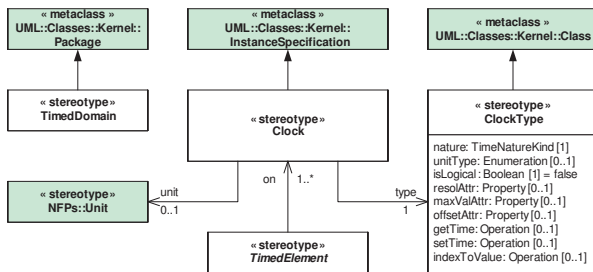 « metaclass »
UML::Classes::Kernel::
Package
« metaclass »
UML::Classes::Kernel::
InstanceSpecification
« metaclass »
UML::Classes::Kernel::Class
« stereotype»
TimedDomain
« stereotype»
Clock
« stereotype»
ClockType
nature: TimeNatureKind [1]
unitType: Enumeration [0..1]
isLogical: Boolean [1] = false
resolAttr: Property [0..1]
maxValAttr: Property [0..1]
offsetAttr: Property [0..1]
getTime: Operation [0..1]
setTime: Operation [0..1]
indexToValue: Operation [0..1]
« stereotype»
NFPs::Unit
unit
0..1
on
1..*
type
1
« stereotype»
TimedElement